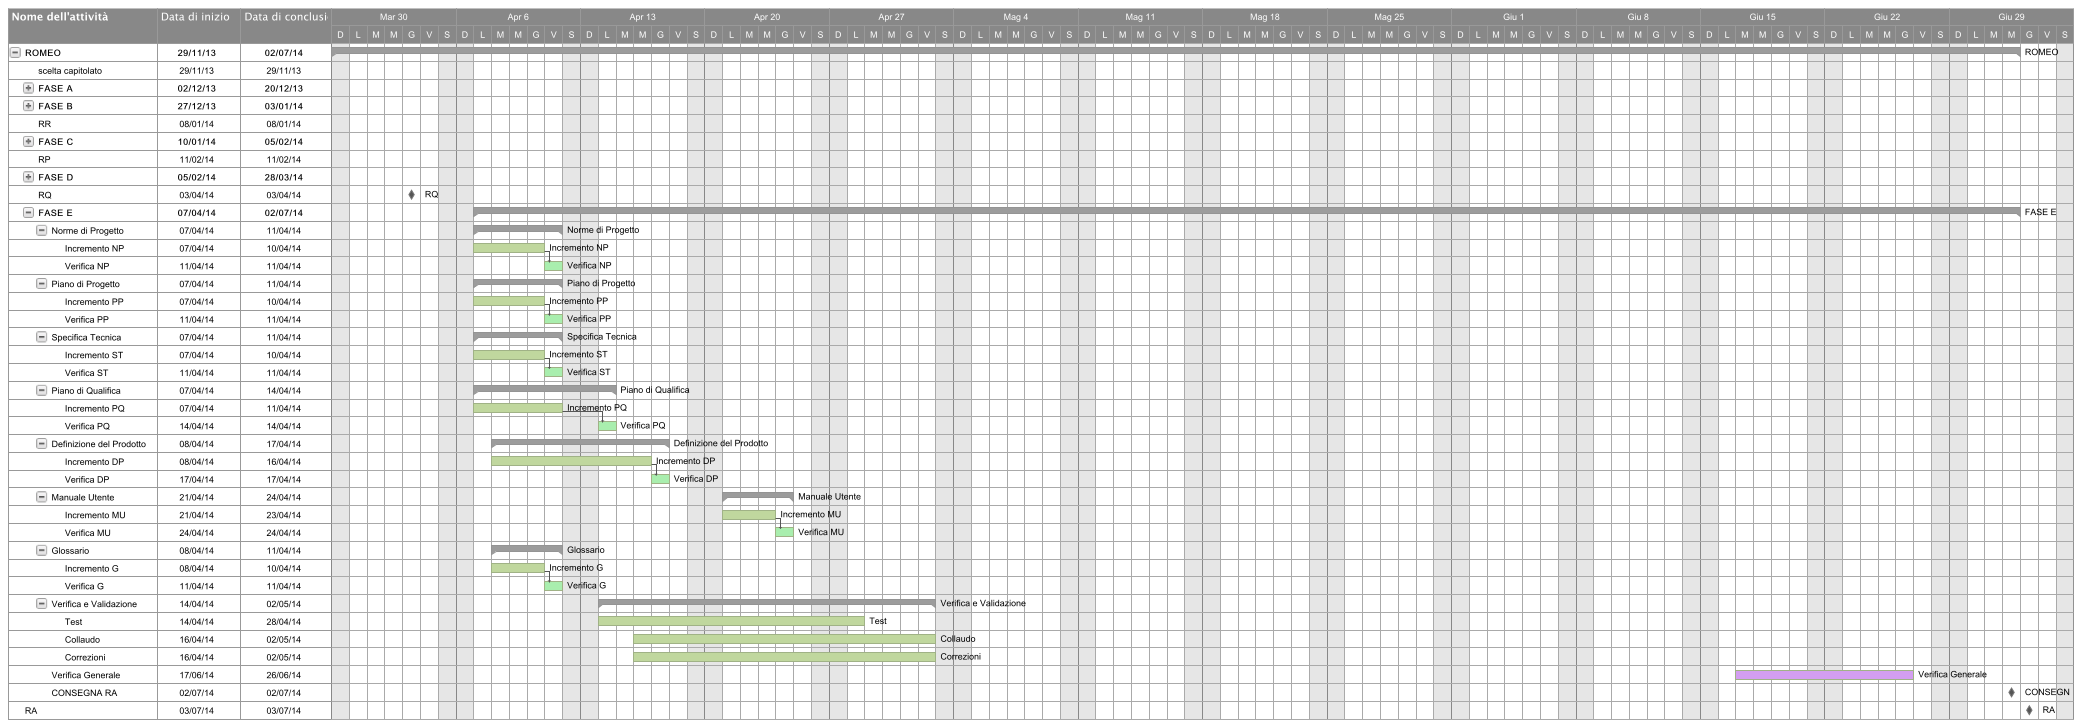 Nome dell'attività Data di inizio Data di conclusi Mar 30 Apr 6 Apr 13 Apr 20 Apr 27 Mag 4 Mag 11 Mag 18 Mag 25 Giu 1 Giu 8 Giu 15 Giu 22 Giu 29
D L M M G V S D L M M G V S D L M M G V S D L M M G V S D L M M G V S D L M M G V S D L M M G V S D L M M G V S D L M M G V S D L M M G V S D L M M G V S D L M M G V S D L M M G V S D L M M G V S
ROMEO 29/11/13 02/07/14 ROMEO
scelta capitolato 29/11/13 29/11/13
FASE A 02/12/13 20/12/13
FASE B 27/12/13 03/01/14
RR 08/01/14 08/01/14
FASE C 10/01/14 05/02/14
RP 11/02/14 11/02/14
FASE D 05/02/14 28/03/14
RQ 03/04/14 03/04/14 RQ
FASE E 07/04/14 02/07/14 FASE E
Norme di Progetto 07/04/14 11/04/14 Norme di Progetto
Incremento NP 07/04/14 10/04/14 Incremento NP
Verifica NP 11/04/14 11/04/14 Verifica NP
Piano di Progetto 07/04/14 11/04/14 Piano di Progetto
Incremento PP 07/04/14 10/04/14 Incremento PP
Verifica PP 11/04/14 11/04/14 Verifica PP
Specifica Tecnica 07/04/14 11/04/14 Specifica Tecnica
Incremento ST 07/04/14 10/04/14 Incremento ST
Verifica ST 11/04/14 11/04/14 Verifica ST
Piano di Qualifica 07/04/14 14/04/14 Piano di Qualifica
Incremento PQ 07/04/14 11/04/14 Incremento PQ
Verifica PQ 14/04/14 14/04/14 Verifica PQ
Definizione del Prodotto 08/04/14 17/04/14 Definizione del Prodotto
Incremento DP 08/04/14 16/04/14 Incremento DP
Verifica DP 17/04/14 17/04/14 Verifica DP
Manuale Utente 21/04/14 24/04/14 Manuale Utente
Incremento MU 21/04/14 23/04/14 Incremento MU
Verifica MU 24/04/14 24/04/14 Verifica MU
Glossario 08/04/14 11/04/14 Glossario
Incremento G 08/04/14 10/04/14 Incremento G
Verifica G 11/04/14 11/04/14 Verifica G
Verifica e Validazione 14/04/14 02/05/14 Verifica e Validazione
Test 14/04/14 28/04/14 Test
Collaudo 16/04/14 02/05/14 Collaudo
Correzioni 16/04/14 02/05/14 Correzioni
Verifica Generale 17/06/14 26/06/14 Verifica Generale
CONSEGNA RA 02/07/14 02/07/14 CONSEGN
RA 03/07/14 03/07/14 RA